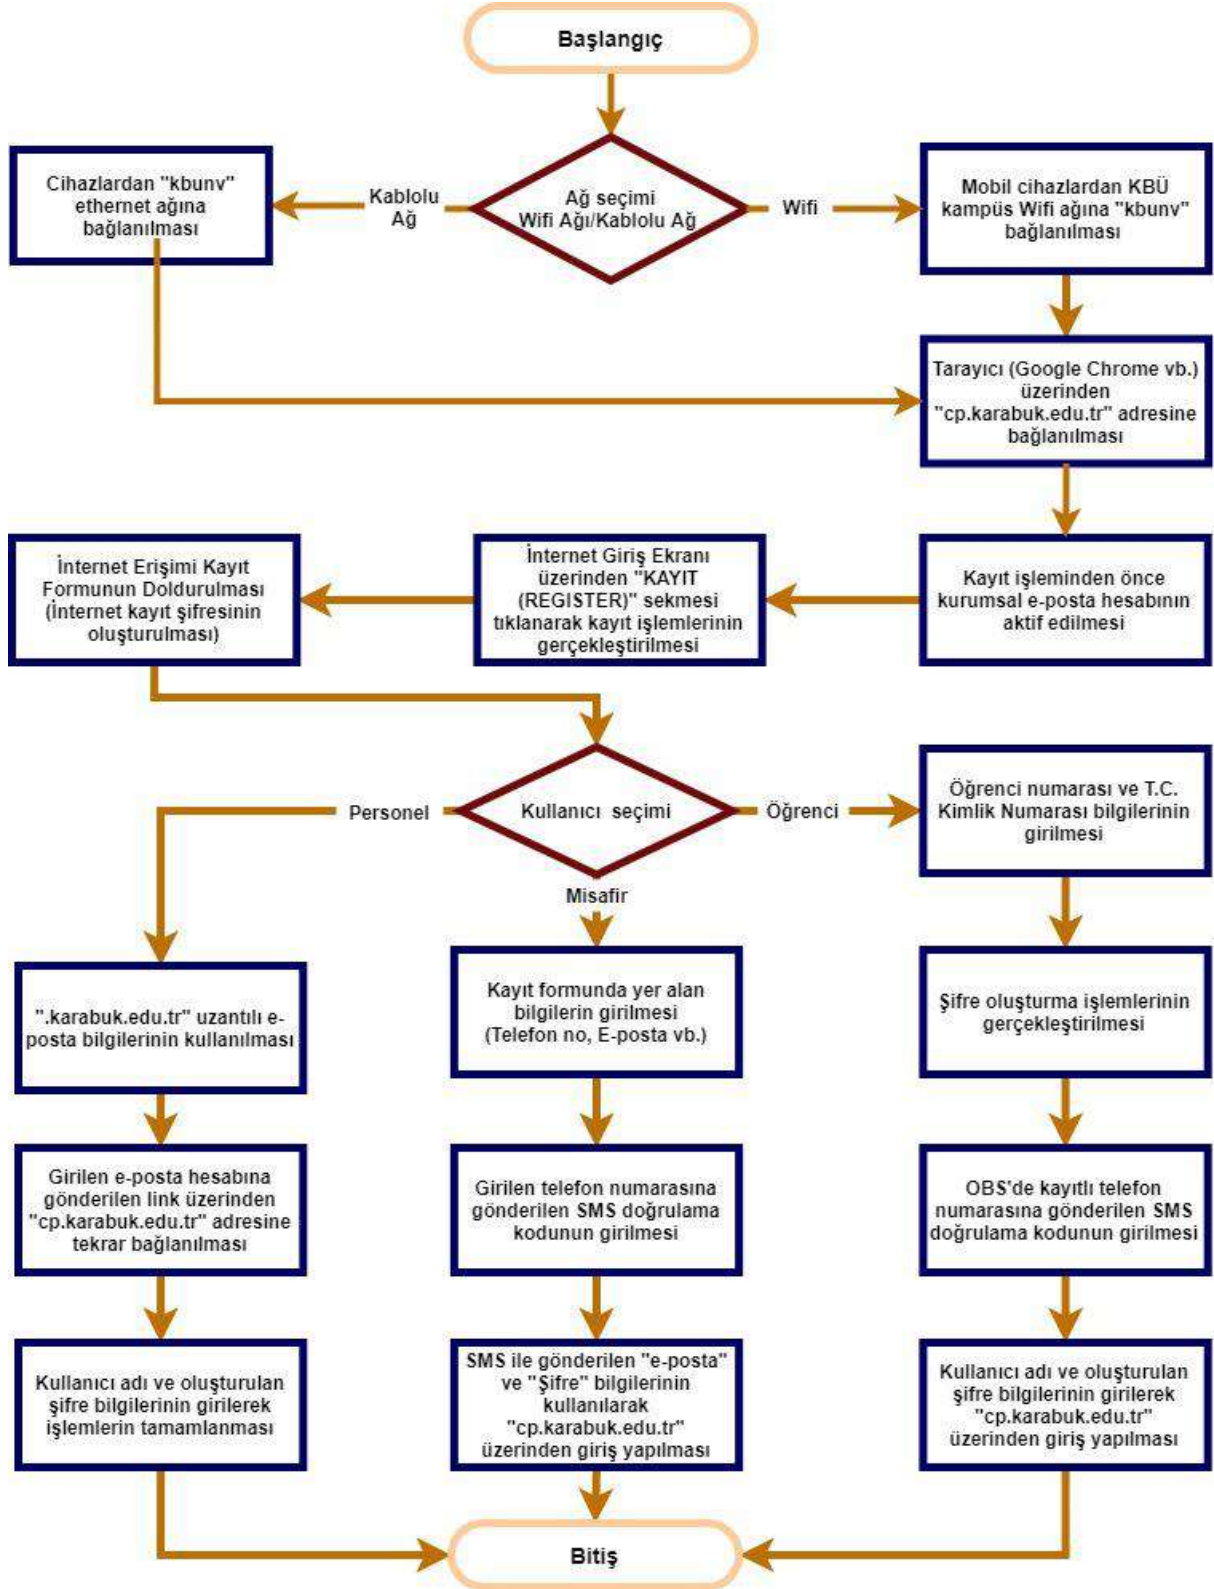 Başlangıç
Cihazlardan "kbunv"
ethernet ağına
bağlanılması
Kablolu
Ağ
Ağ seçimi
Wifi Ağı/Kablolu Ağ
Wifi
Mobil cihazlardan KBÜ
kampüs Wifi ağına "kbunv"
bağlanılması
Tarayıcı (Google Chrome vb.)
üzerinden
"cp.karabuk.edu.tr" adresine
bağlanılması
Kayıt işleminden önce
kurumsal e-posta hesabının
aktif edilmesi
İnternet Giriş Ekranı
üzerinden "KAYIT
(REGISTER)" sekmesi
tıklanarak kayıt işlemlerinin
gerçekleştirilmesi
İnternet Erişimi Kayıt
Formunun Doldurulması
(İnternet kayıt şifresinin
oluşturulması)
Personel
Kullanıcı seçimi
Öğrenci
Misafir
Öğrenci numarası ve T.C.
Kimlik Numarası bilgilerinin
girilmesi
".karabuk.edu.tr" uzantılı e-
posta bilgilerinin kullanılması
Kayıt formunda yer alan
bilgilerin girilmesi
(Telefon no, E-posta vb.)
Şifre oluşturma işlemlerinin
gerçekleştirilmesi
Girilen e-posta hesabına
gönderilen link üzerinden
"cp.karabuk.edu.tr" adresine
tekrar bağlanılması
Girilen telefon numarasına
gönderilen SMS doğrulama
kodunun girilmesi
OBS'de kayıtlı telefon
numarasına gönderilen SMS
doğrulama kodunun girilmesi
Kullanıcı adı ve oluşturulan
şifre bilgilerinin girilerek
işlemlerin tamamlanması
SMS ile gönderilen "e-posta"
ve "Şifre" bilgilerinin
kullanılarak
"cp.karabuk.edu.tr"
üzerinden giriş yapılması
Kullanıcı adı ve oluşturulan
şifre bilgilerinin girilerek
"cp.karabuk.edu.tr"
üzerinden giriş yapılması
Bitiş